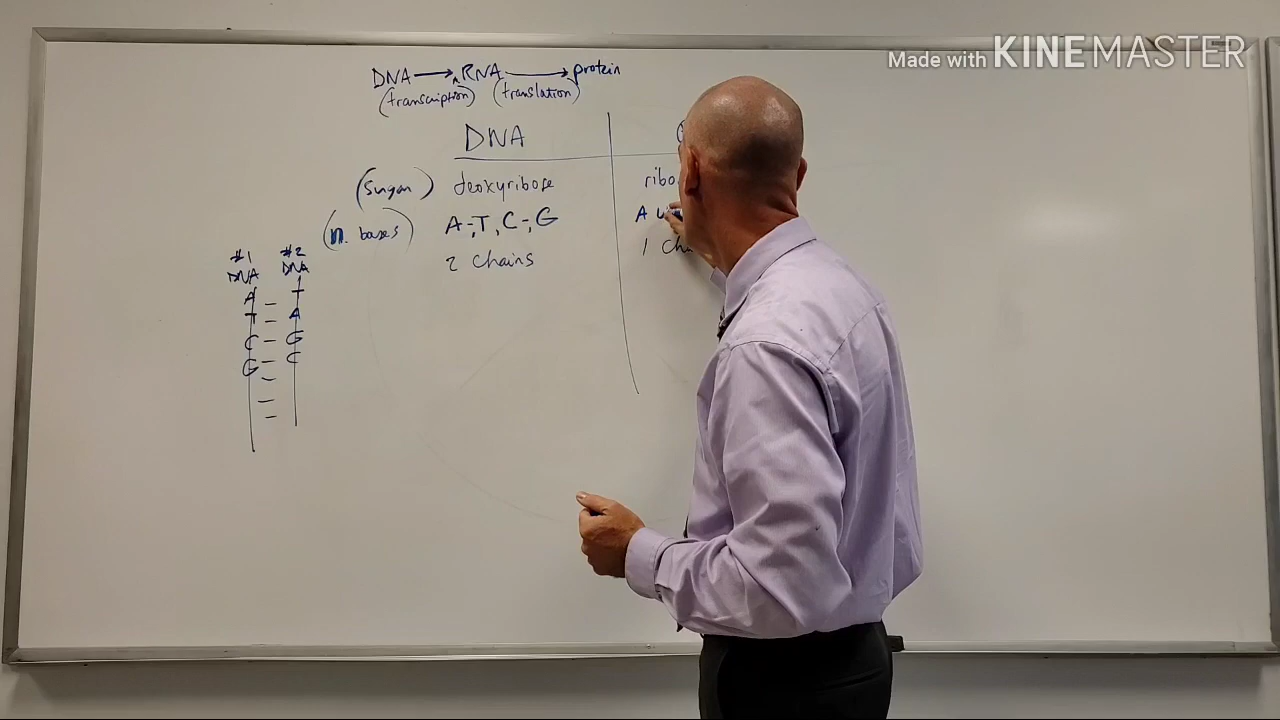 Made with KINEMASTER
DNA → RNA → protein
(transcription) (translation)
DNA
(Sugar) deoxyribose ribo
(n. bases) A-T, C-G A U
2 chains 1 cha
#1 #2
DNA DNA
A - T
T - A
C - G
G - C